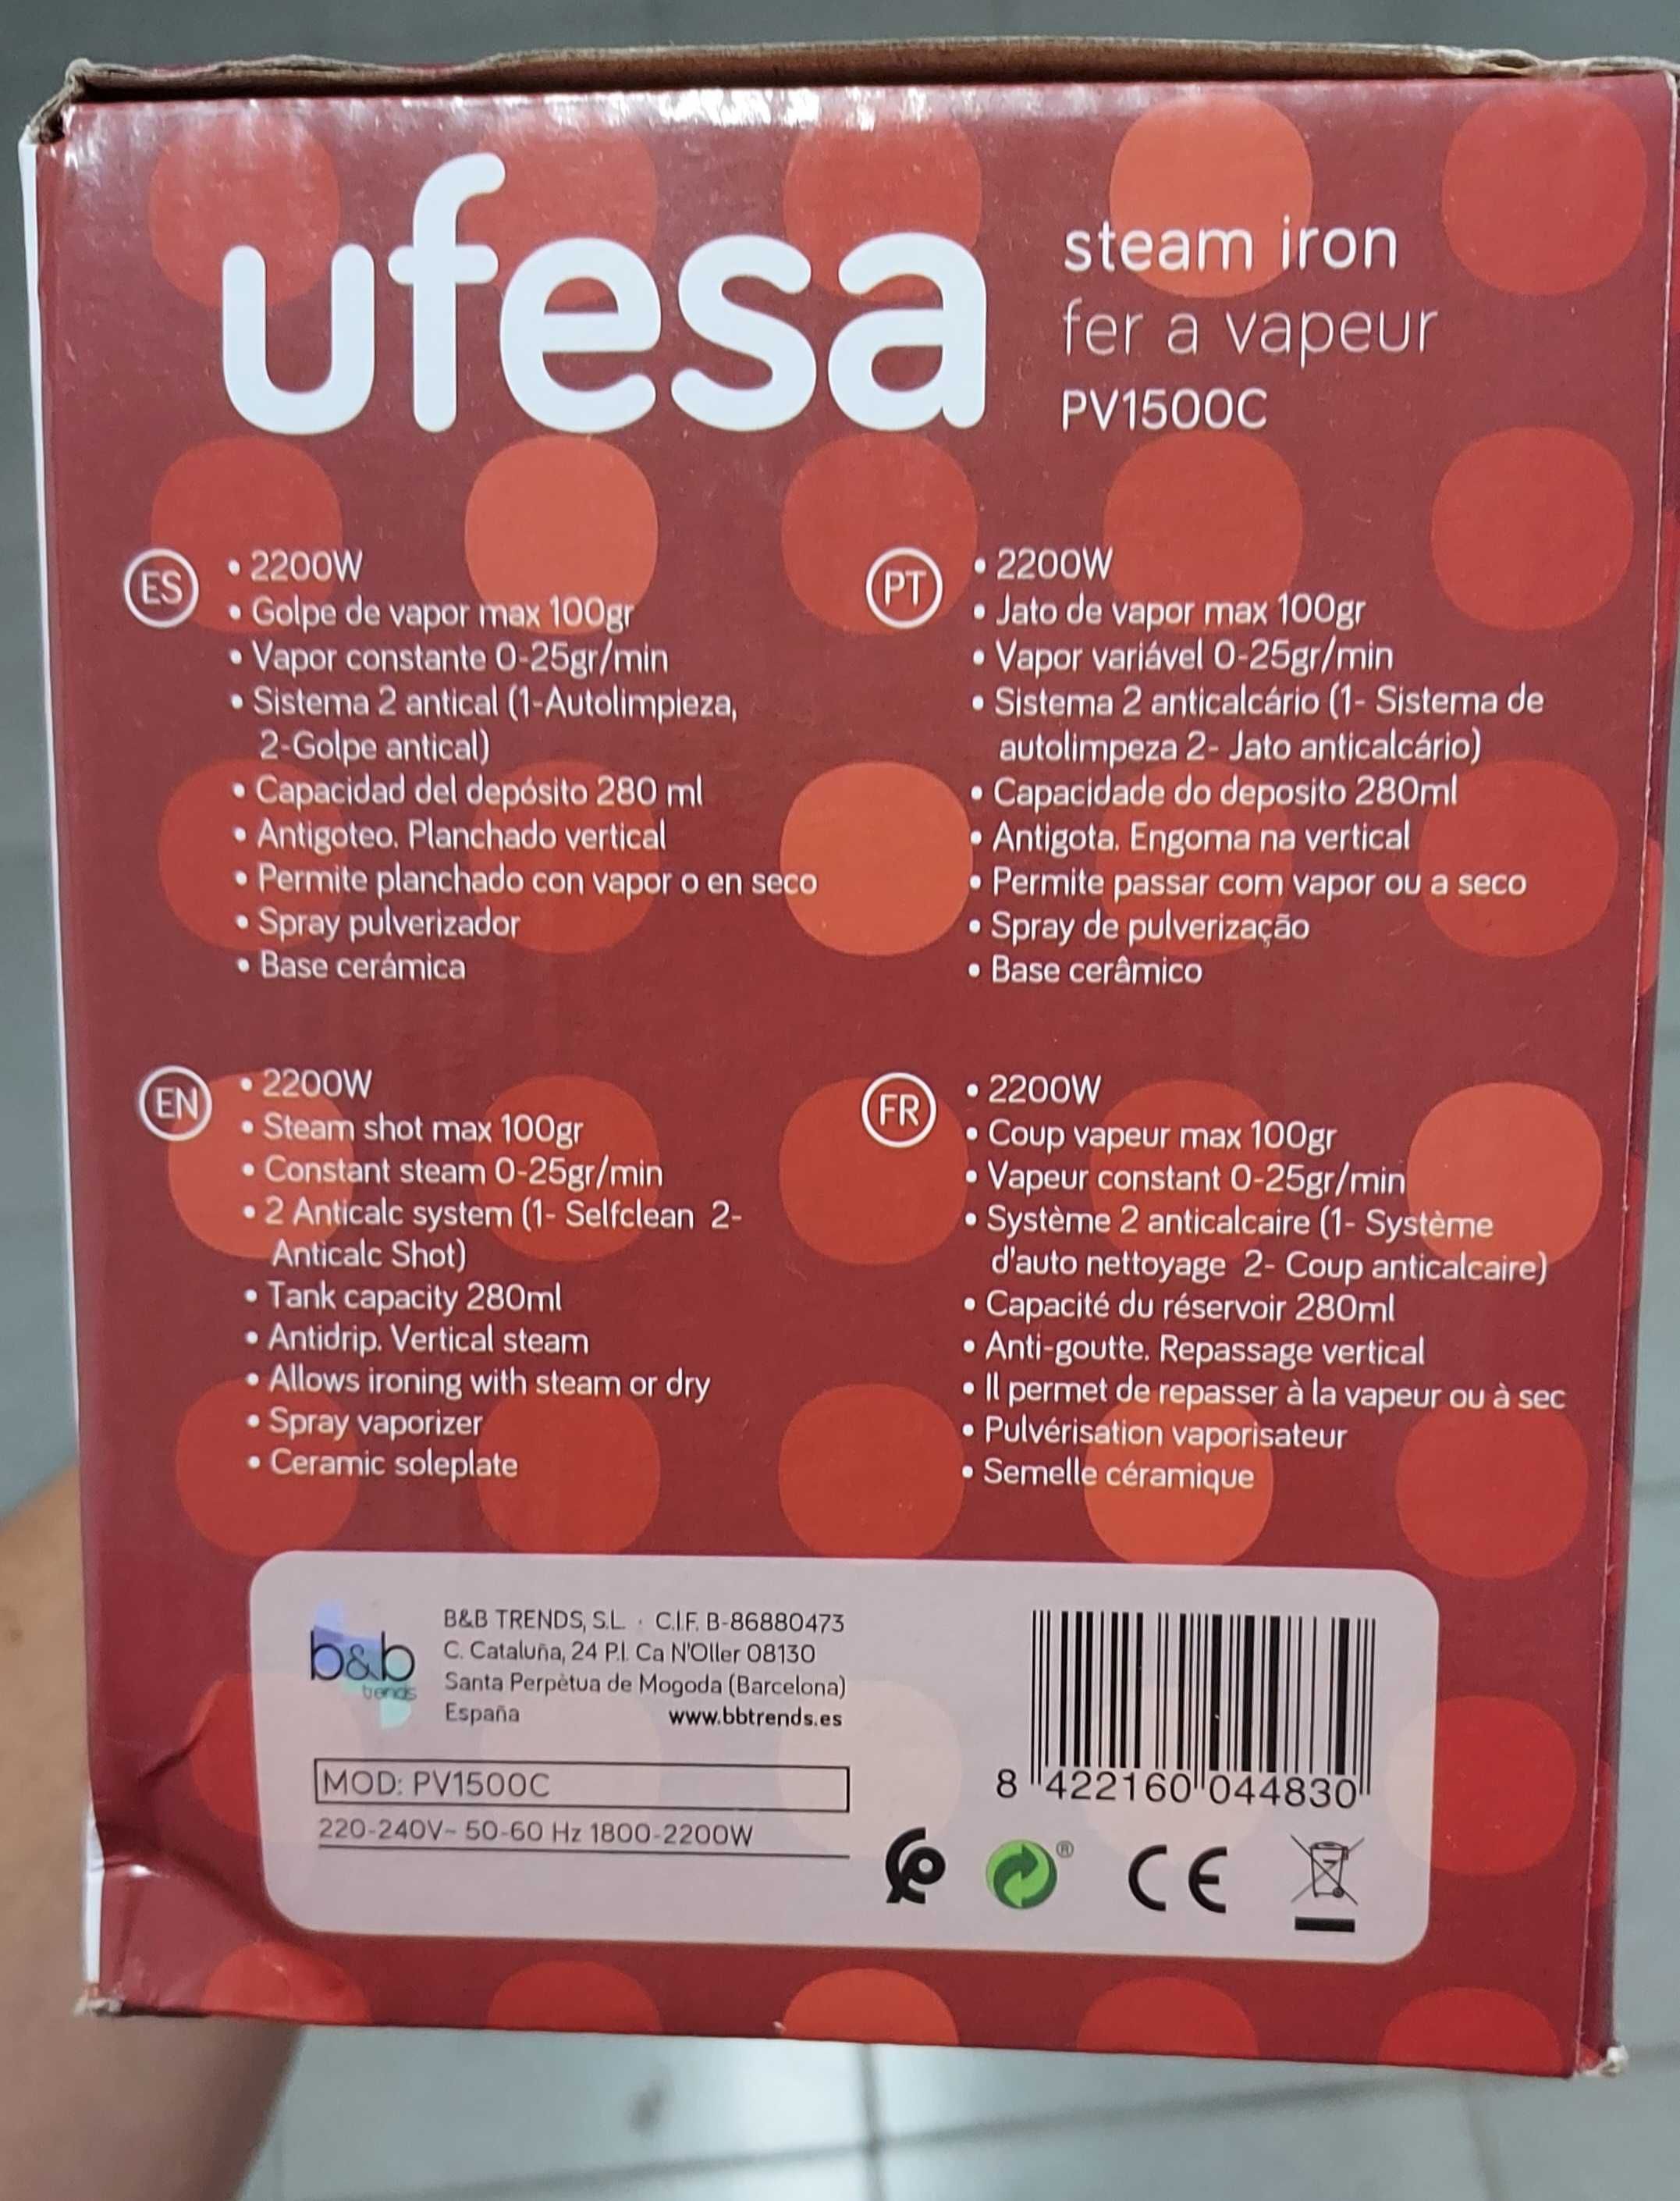 ufesa
steam iron
fer a vapeur
PV1500C
ES
• 2200W
• Golpe de vapor max 100gr
• Vapor constante 0-25gr/min
• Sistema 2 antical (1-Autolimpieza,
2-Golpe antical)
• Capacidad del depósito 280 ml
• Antigoteo. Planchado vertical
• Permite planchado con vapor o en seco
• Spray pulverizador
• Base cerámica
PT
• 2200W
• Jato de vapor max 100gr
• Vapor variável 0-25gr/min
• Sistema 2 anticalcário (1- Sistema de
autolimpeza 2- Jato anticalcário)
• Capacidade do deposito 280ml
• Antigota. Engoma na vertical
• Permite passar com vapor ou a seco
• Spray de pulverização
• Base cerâmico
EN
• 2200W
• Steam shot max 100gr
• Constant steam 0-25gr/min
• 2 Anticalc system (1- Selfclean 2-
Anticalc Shot)
• Tank capacity 280ml
• Antidrip. Vertical steam
• Allows ironing with steam or dry
• Spray vaporizer
• Ceramic soleplate
FR
• 2200W
• Coup vapeur max 100gr
• Vapeur constant 0-25gr/min
• Système 2 anticalcaire (1- Système
d'auto nettoyage 2- Coup anticalcaire)
• Capacité du réservoir 280ml
• Anti-goutte. Repassage vertical
• Il permet de repasser à la vapeur ou à sec
• Pulvérisation vaporisateur
• Semelle céramique
b&b
trends
B&B TRENDS, S.L. · C.I.F. B-86880473
C. Cataluña, 24 P.I. Ca N'Oller 08130
Santa Perpètua de Mogoda (Barcelona)
España www.bbtrends.es
MOD: PV1500C
220-240V~ 50-60 Hz 1800-2200W
8 422160 044830
® CE